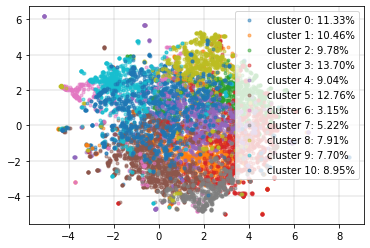 6
4
2
0
−2
−4
−4
−2
0
2
4
6
8
cluster 0: 11.33%
cluster 1: 10.46%
cluster 2: 9.78%
cluster 3: 13.70%
cluster 4: 9.04%
cluster 5: 12.76%
cluster 6: 3.15%
cluster 7: 5.22%
cluster 8: 7.91%
cluster 9: 7.70%
cluster 10: 8.95%